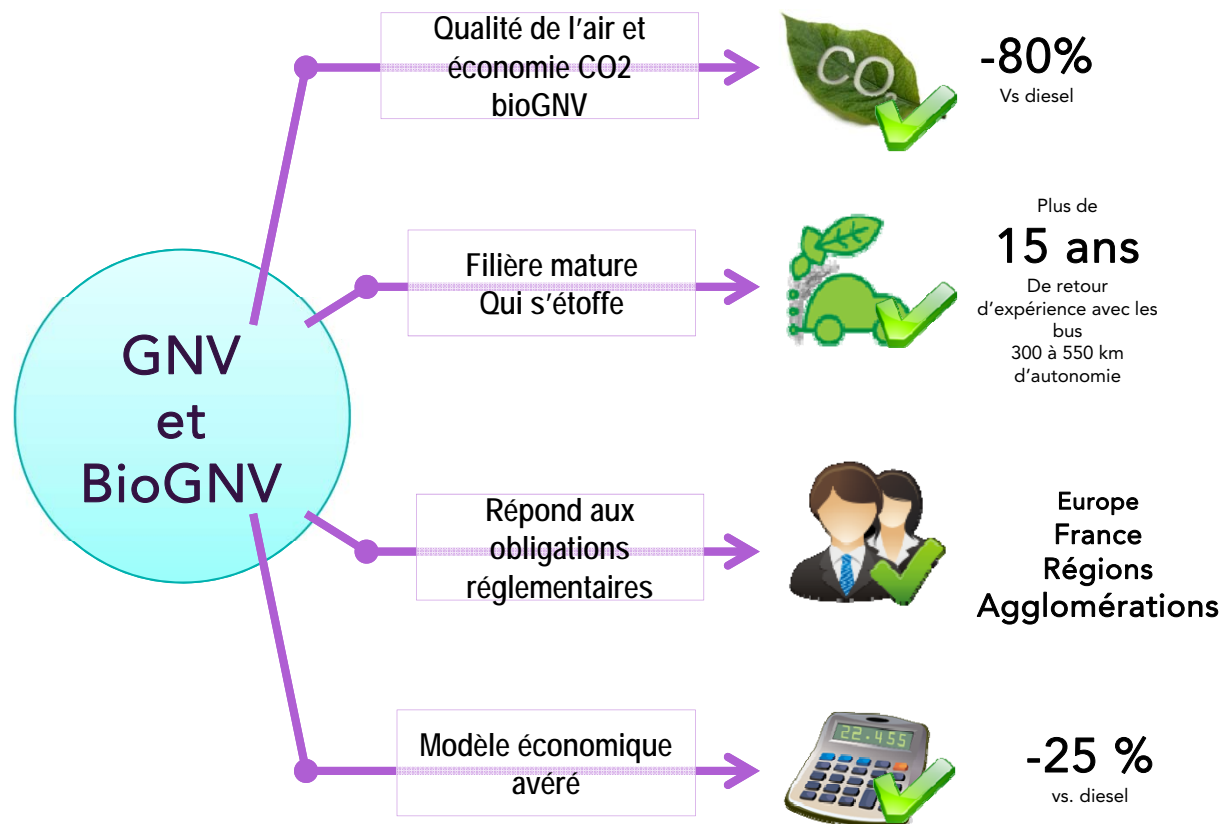 GNV
et
BioGNV
Qualité de l'air et
économie CO2
bioGNV
CO2
-80%
Vs diesel
Filière mature
Qui s'étoffe
Plus de
15 ans
De retour
d'expérience avec les
bus
300 à 550 km
d'autonomie
Répond aux
obligations
réglementaires
Europe
France
Régions
Agglomérations
Modèle économique
avéré
22.455
-25 %
vs. diesel